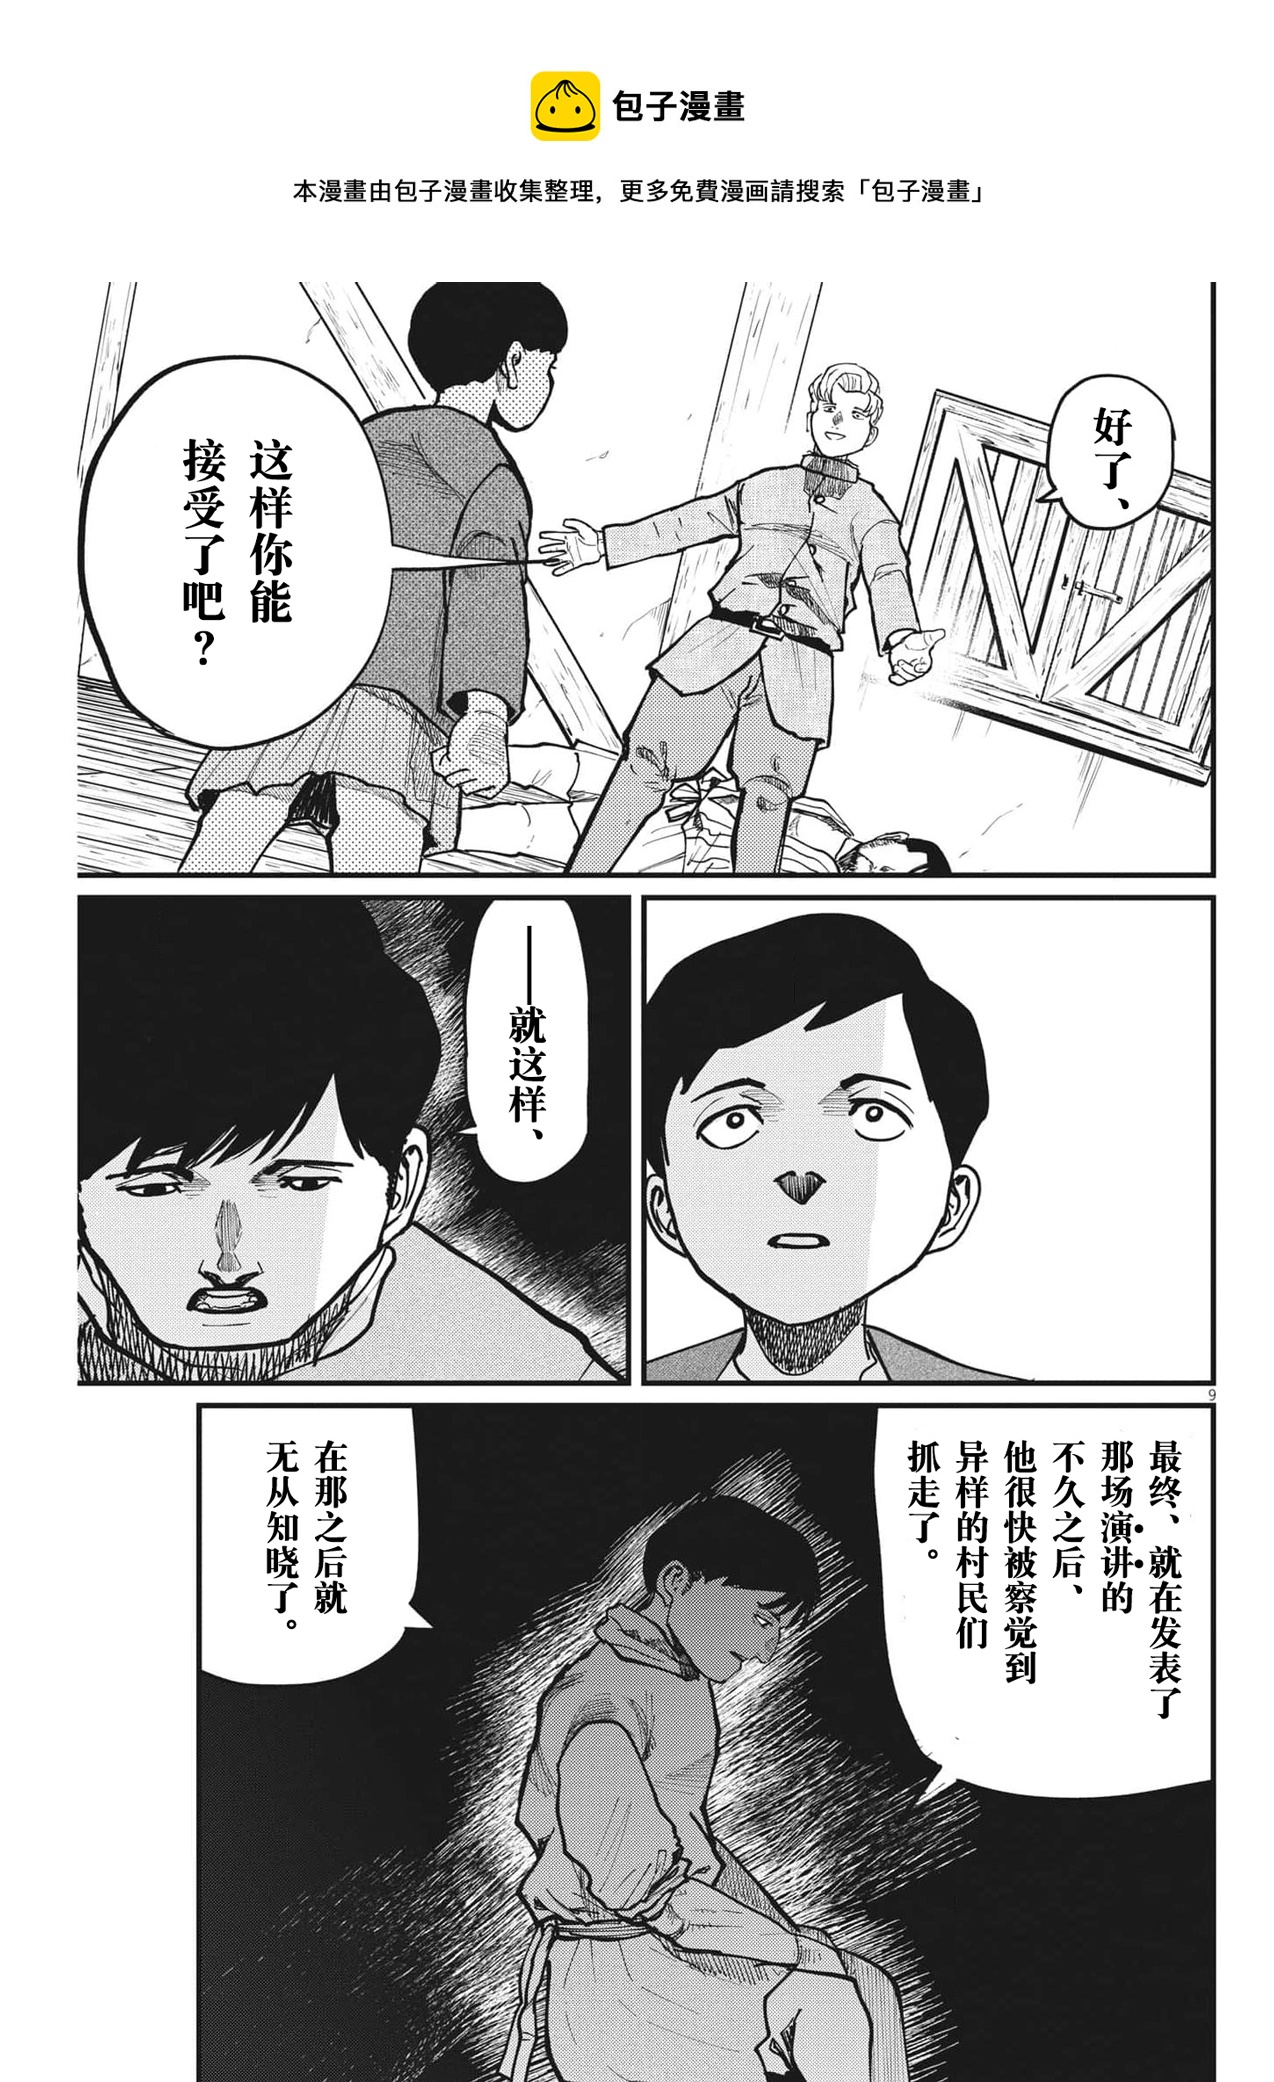 包子漫畫
本漫畫由包子漫畫收集整理，更多免費漫画請搜索「包子漫畫」
好了、
这样你能
接受了吧？
——就这样、
9
最终、就在发表了
那场演讲的
不久之后、
他很快被察觉到
异样的村民们
抓走了。
在那之后就
无从知晓了。